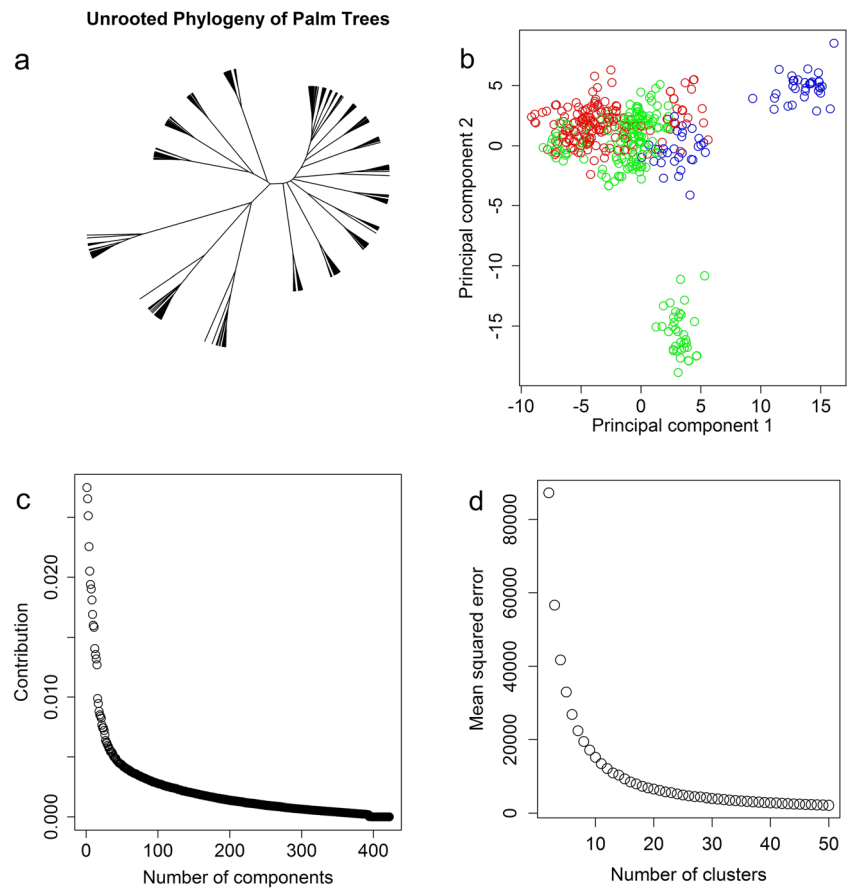 Unrooted Phylogeny of Palm Trees
a
b
Principal component 2
5
0
-5
-10
-15
-10 -5 0 5 10 15
Principal component 1
c
Contribution
0.020
0.010
0.000
0 100 200 300 400
Number of components
d
Mean squared error
80000
60000
40000
20000
0
10 20 30 40 50
Number of clusters